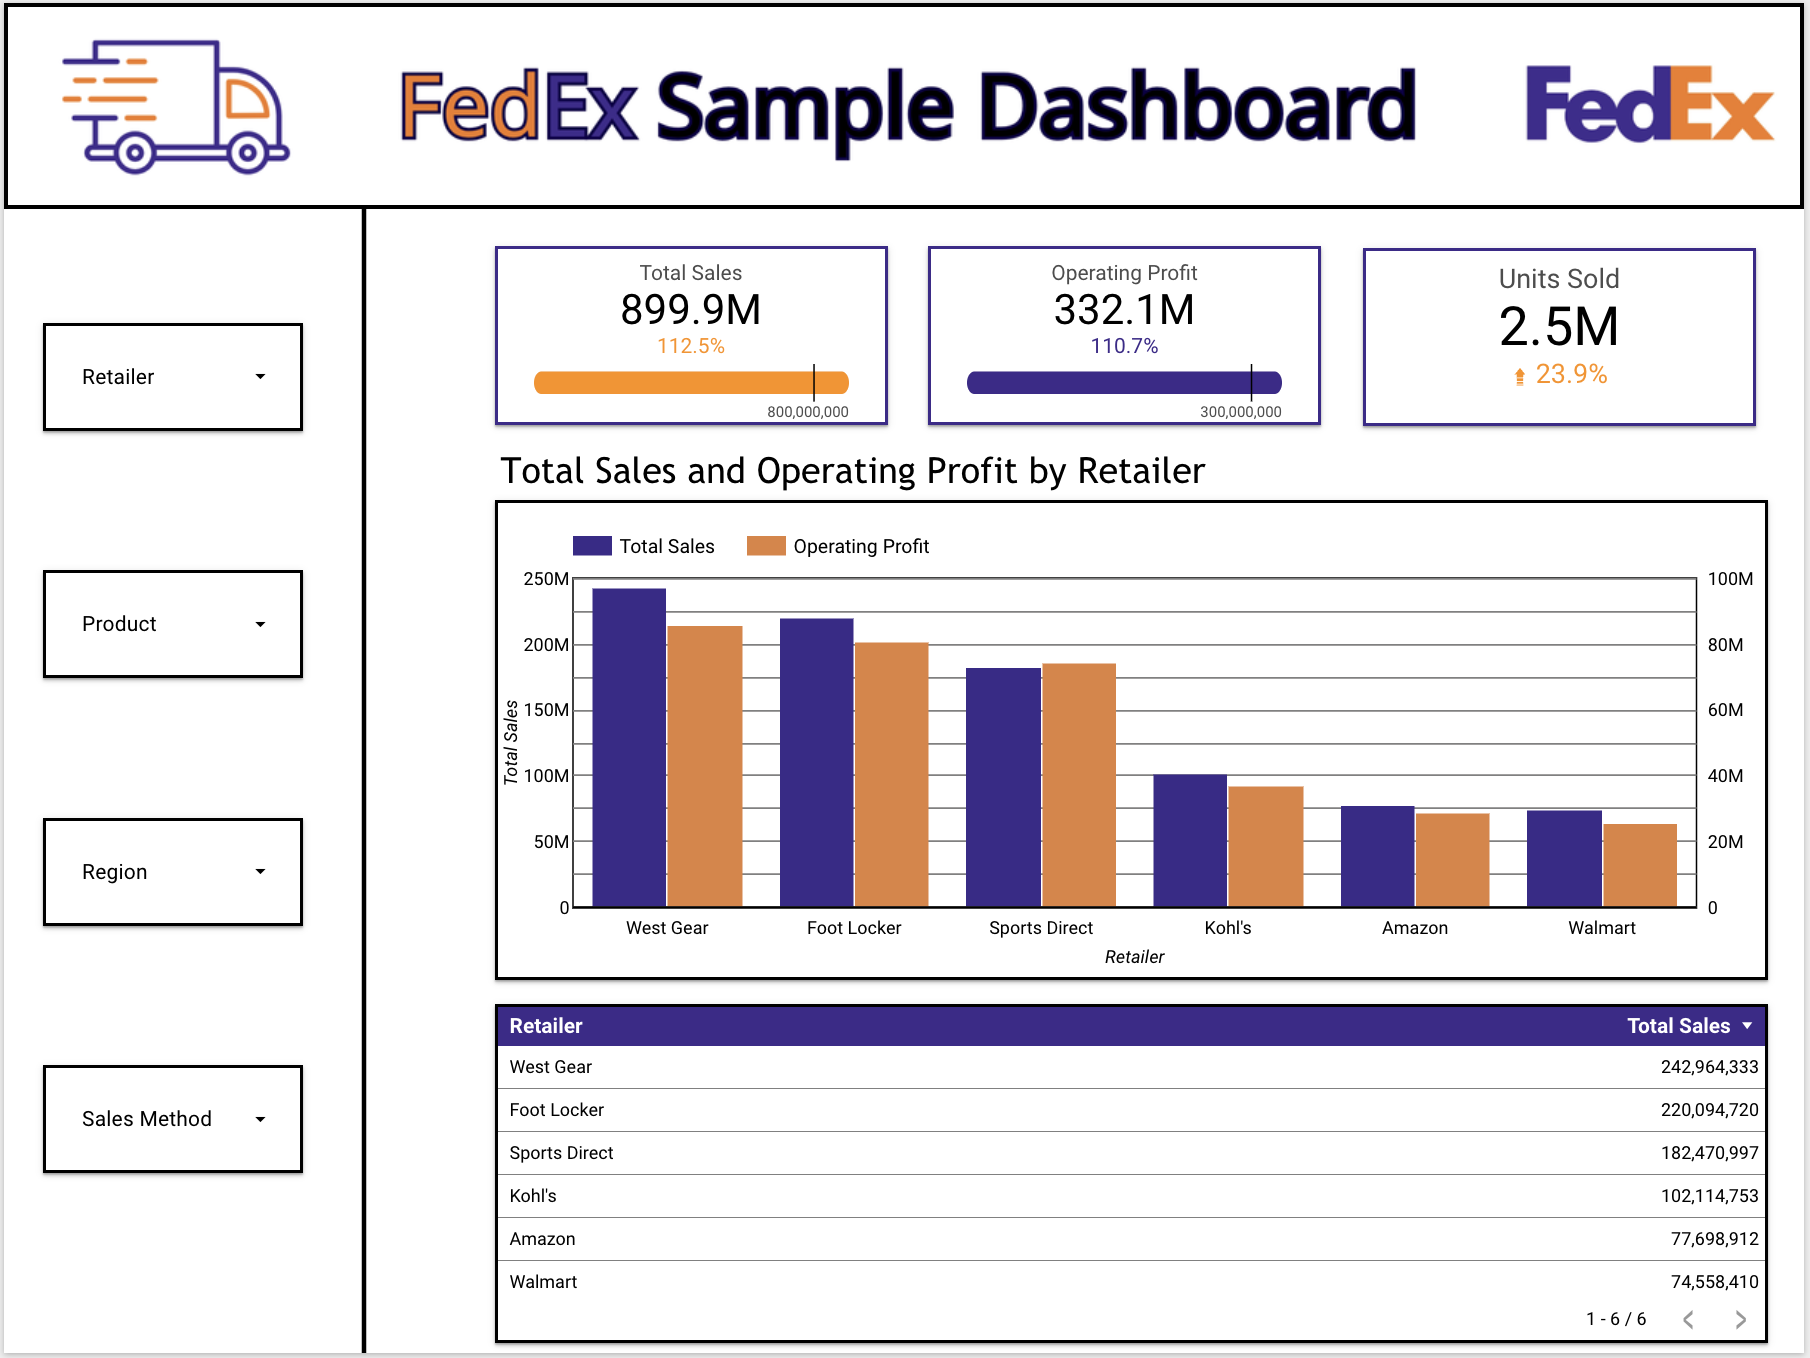 FedEx Sample Dashboard
FedEx
Retailer
Product
Region
Sales Method
Total Sales
899.9M
112.5%
800,000,000
Operating Profit
332.1M
110.7%
300,000,000
Units Sold
2.5M
23.9%
Total Sales and Operating Profit by Retailer
Total Sales
Operating Profit
250M
200M
150M
100M
50M
0
Total Sales
100M
80M
60M
40M
20M
0
West Gear
Foot Locker
Sports Direct
Kohl's
Amazon
Walmart
Retailer
Retailer Total Sales
West Gear 242,964,333
Foot Locker 220,094,720
Sports Direct 182,470,997
Kohl's 102,114,753
Amazon 77,698,912
Walmart 74,558,410
1 - 6 / 6